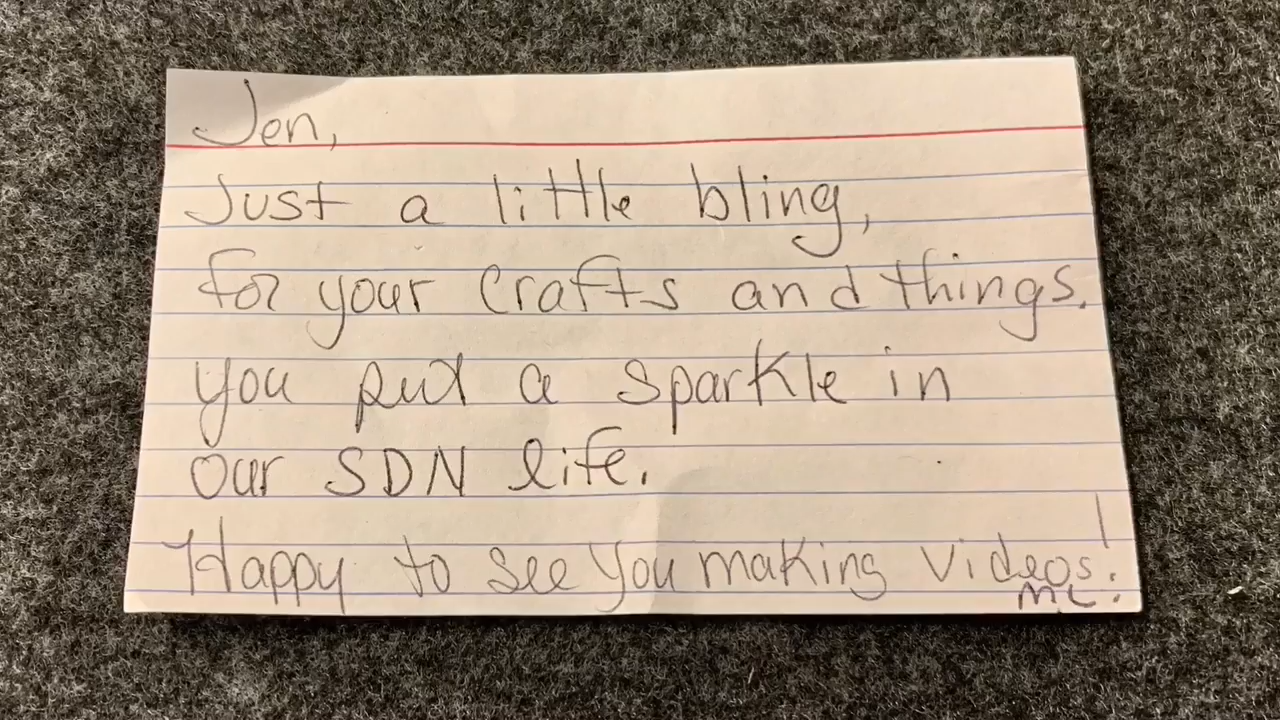 Jen,
Just a little bling,
for your crafts and things.
you put a sparkle in
our SDN life.
Happy to see you making videos!
ML